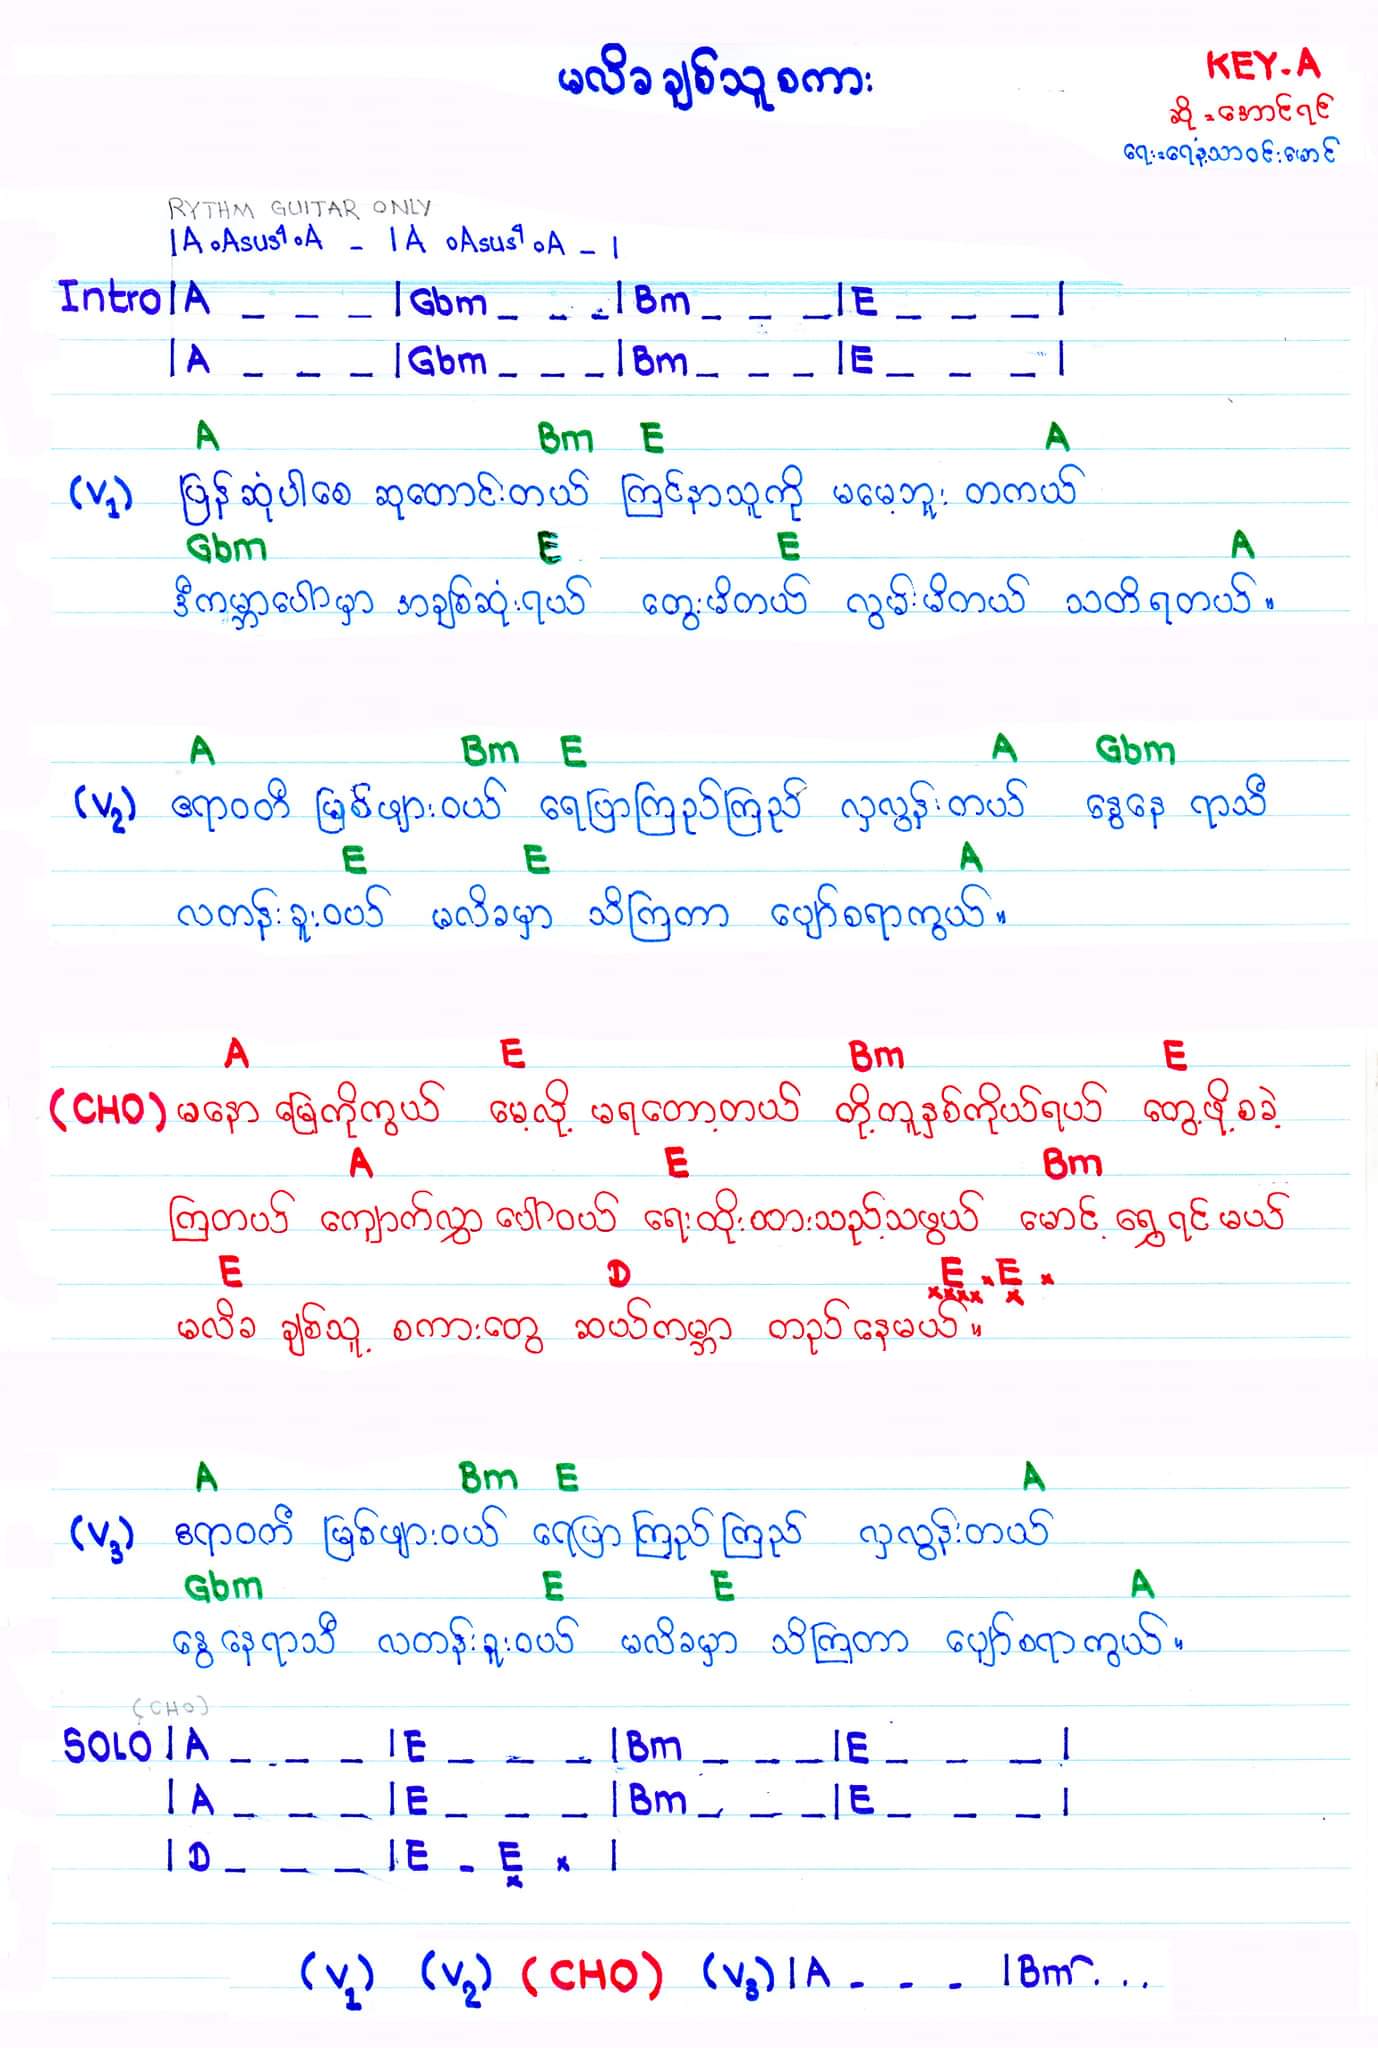 မလိခချစ်သူစကား
KEY-A
ဆို = အောင်ရင်
ရေး = ရေနံ့သာဝင်းမောင်
RYTHM GUITAR ONLY
|A oAsus4 oA - |A oAsus4 oA - |
Intro |A _ _ _ |Gbm _ _ _ |Bm _ _ _ |E _ _ _ |
|A _ _ _ |Gbm _ _ _ |Bm _ _ _ |E _ _ _ |
A Bm E A
(V1) ပြန်ဆုံပါစေ ဆုတောင်းတယ် ကြင်နာသူကို မမေ့ဘူး တကယ်
Gbm E E A
ဒီကမ္ဘာပေါ်မှာ အချစ်ဆုံးရယ် တွေးမိတယ် လွမ်းမိတယ် သတိရတယ်။
A Bm E A Gbm
(V2) ဧရာဝတီ မြစ်ဖျားဝယ် ရေပြာကြည်ကြည် လှလွန်းတယ် နွေနေ ရာသီ
E E A
လတန်းခူးဝယ် မလိခမှာ သိကြတာ ပျော်စရာကွယ်။
A E Bm E
(CHO) မနော မြေကိုကွယ် မေ့လို့ မရတော့တယ် တို့တူနှစ်ကိုယ်ရယ် တွေ့ဖို့စခဲ့
A E Bm
ကြတယ် ကျောက်လွှာ ပေါ်ဝယ် ရေးထိုးထားသည့်သဖွယ် မောင့် ရွှေရင်မယ်
E D E x E x
xxxx x
မလိခ ချစ်သူ့ စကားတွေ ဆယ်ကမ္ဘာ တည်နေမယ်။
A Bm E A
(V3) ဧရာဝတီ မြစ်ဖျားဝယ် ရေပြာကြည်ကြည် လှလွန်းတယ်
Gbm E E A
နွေနေရာသီ လတန်းခူးဝယ် မလိခမှာ သိကြတာ ပျော်စရာကွယ်။
(CHO)
SOLO |A _ _ _ |E _ _ _ |Bm _ _ _ |E _ _ _ |
|A _ _ _ |E _ _ _ |Bm _ _ _ |E _ _ _ |
|D _ _ _ |E - E x |
x
(V1) (V2) (CHO) (V3) |A - - - |Bm...